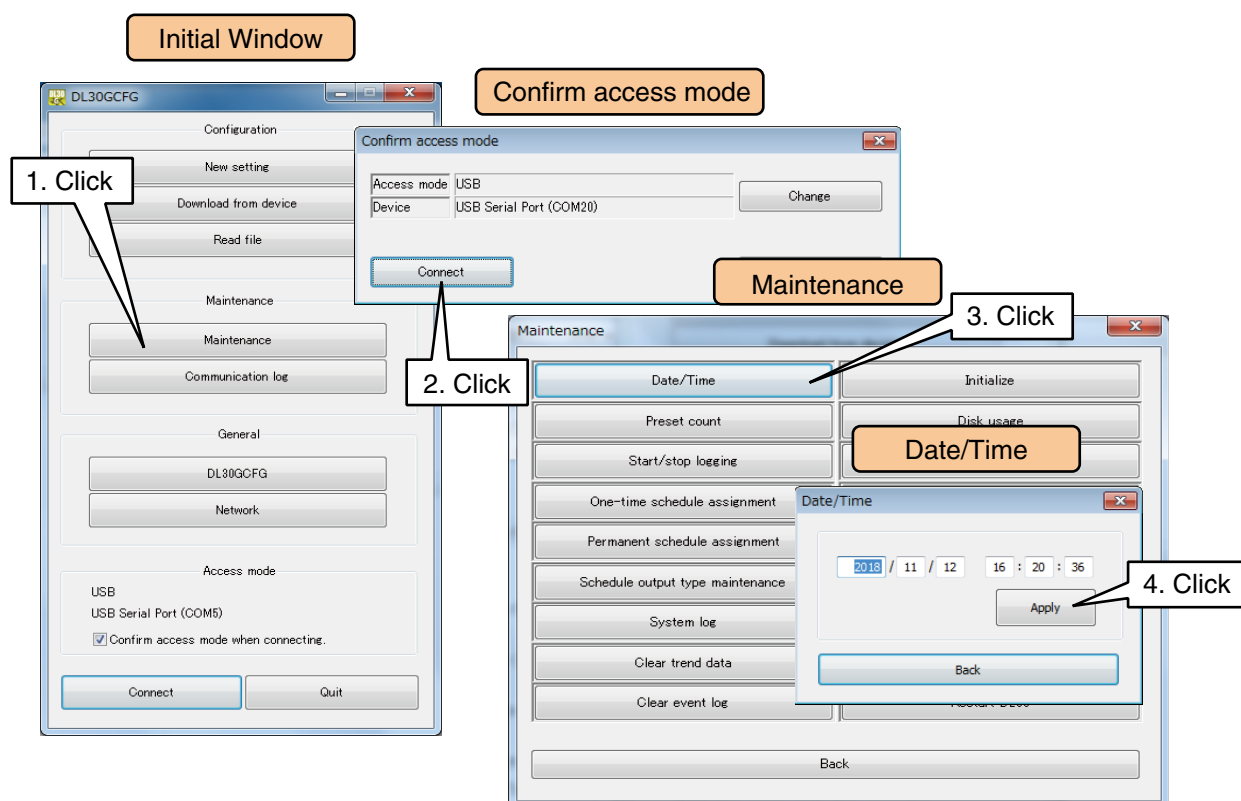 Initial Window
DL30GCFG
Configuration
New setting
Download from device
Read file
1. Click
Maintenance
Maintenance
Communication log
General
DL30GCFG
Network
Access mode
USB
USB Serial Port (COM5)
Confirm access mode when connecting.
Connect
Quit
Confirm access mode
Confirm access mode
Access mode USB
Device USB Serial Port (COM20)
Change
Connect
2. Click
Maintenance
Maintenance
3. Click
Date/Time
Initialize
Preset count
Disk usage
Start/stop logging
One-time schedule assignment
Permanent schedule assignment
Schedule output type maintenance
System log
Clear trend data
Clear event log
Back
Date/Time
Date/Time
2018 / 11 / 12 16 : 20 : 36
Apply
4. Click
Back